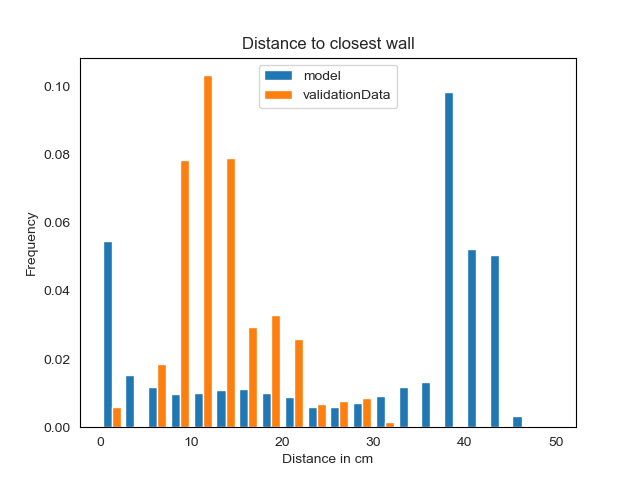 Distance to closest wall
model
validationData
Frequency
0.10
0.08
0.06
0.04
0.02
0.00
0 10 20 30 40 50
Distance in cm